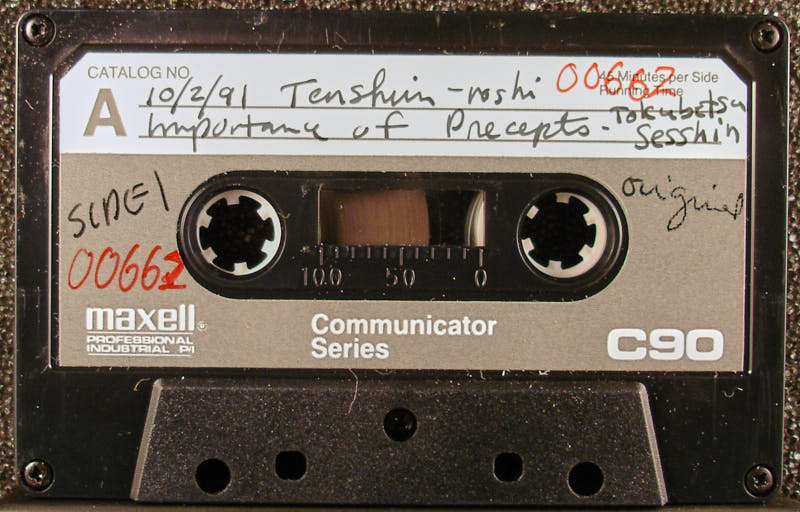 CATALOG NO.
45 Minutes per Side
Running Time
A
10/2/91 Tenshin-roshi 00662
Importance of Precepts - Tokubetsu
Sesshin
SIDE 1
original
00662
100 50 0
maxell®
PROFESSIONAL
INDUSTRIAL P/I
Communicator
Series
C90